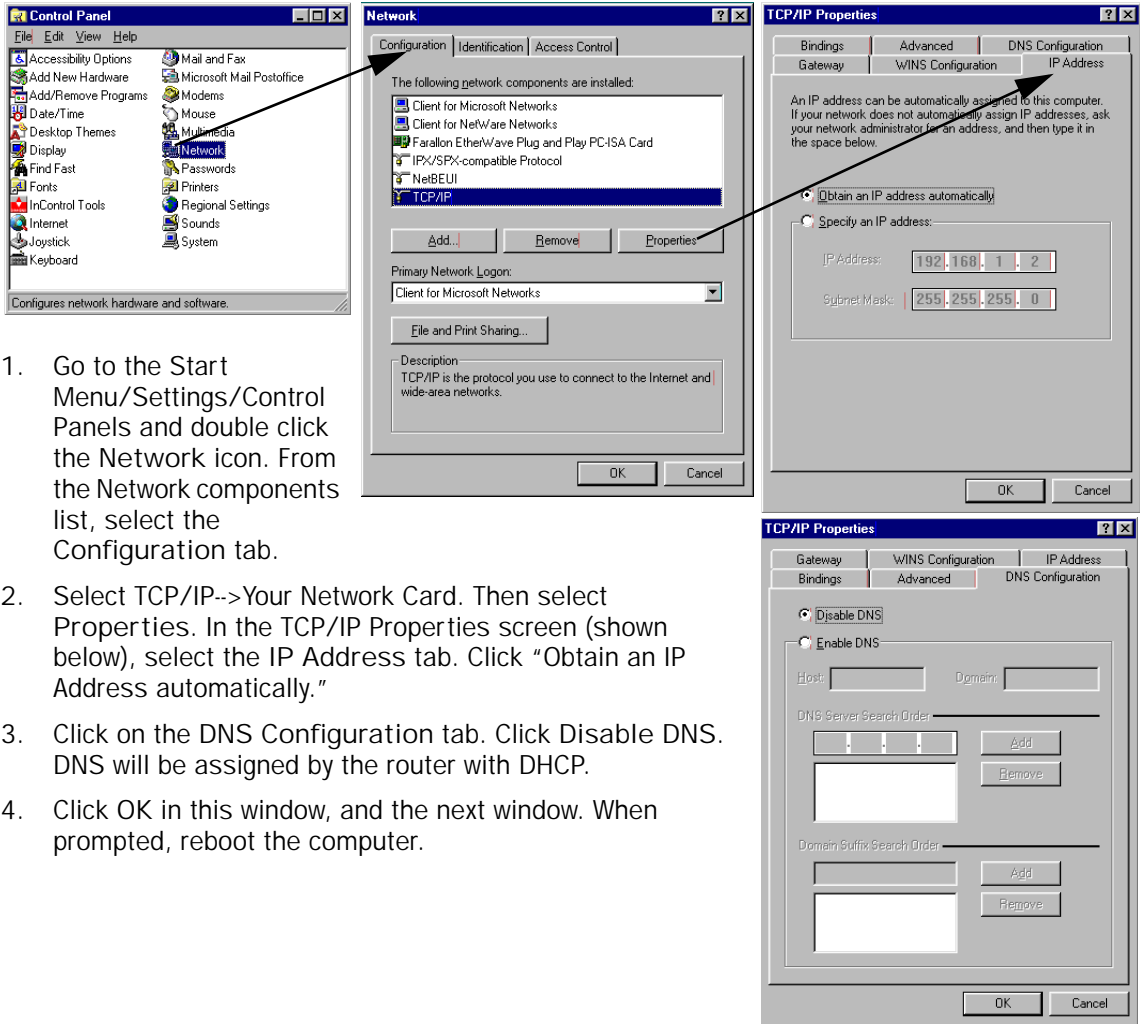 Control Panel
File Edit View Help
Accessibility Options
Add New Hardware
Add/Remove Programs
Date/Time
Desktop Themes
Display
Find Fast
Fonts
InControl Tools
Internet
Joystick
Keyboard
Mail and Fax
Microsoft Mail Postoffice
Modems
Mouse
Multimedia
Network
Passwords
Printers
Regional Settings
Sounds
System
Configures network hardware and software.
Network
Configuration Identification Access Control
The following network components are installed:
Client for Microsoft Networks
Client for NetWare Networks
Farallon EtherWave Plug and Play PC-ISA Card
IPX/SPX-compatible Protocol
NetBEUI
TCP/IP
Add... Remove Properties
Primary Network Logon:
Client for Microsoft Networks
File and Print Sharing...
Description
TCP/IP is the protocol you use to connect to the Internet and
wide-area networks.
OK Cancel
TCP/IP Properties
Bindings Advanced DNS Configuration
Gateway WINS Configuration IP Address
An IP address can be automatically assigned to this computer.
If your network does not automatically assign IP addresses, ask
your network administrator for an address, and then type it in
the space below.
Obtain an IP address automatically
Specify an IP address:
IP Address: 192.168. 1 . 2
Subnet Mask: 255.255.255. 0
OK Cancel
1. Go to the Start
Menu/Settings/Control
Panels and double click
the Network icon. From
the Network components
list, select the
Configuration tab.
2. Select TCP/IP-->Your Network Card. Then select
Properties. In the TCP/IP Properties screen (shown
below), select the IP Address tab. Click “Obtain an IP
Address automatically.”
3. Click on the DNS Configuration tab. Click Disable DNS.
DNS will be assigned by the router with DHCP.
4. Click OK in this window, and the next window. When
prompted, reboot the computer.
TCP/IP Properties
Gateway WINS Configuration IP Address
Bindings Advanced DNS Configuration
Disable DNS
Enable DNS
Host: Domain:
DNS Server Search Order
. . .
Add
Remove
Domain Suffix Search Order
Add
Remove
OK Cancel